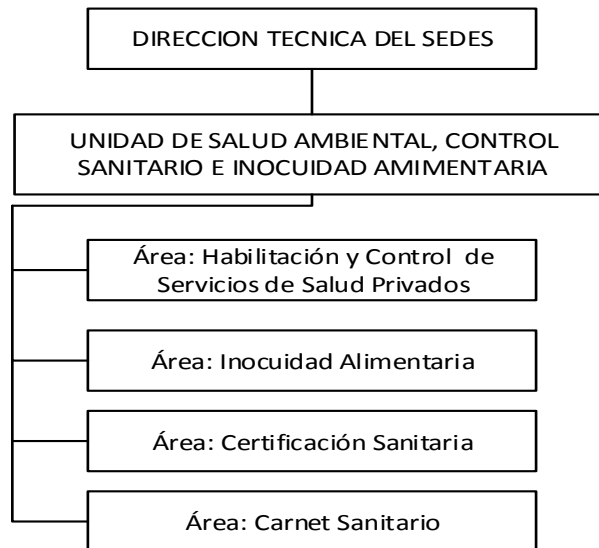 DIRECCION TECNICA DEL SEDES
UNIDAD DE SALUD AMBIENTAL, CONTROL
SANITARIO E INOCUIDAD AMIMENTARIA
Área: Habilitación y Control de
Servicios de Salud Privados
Área: Inocuidad Alimentaria
Área: Certificación Sanitaria
Área: Carnet Sanitario